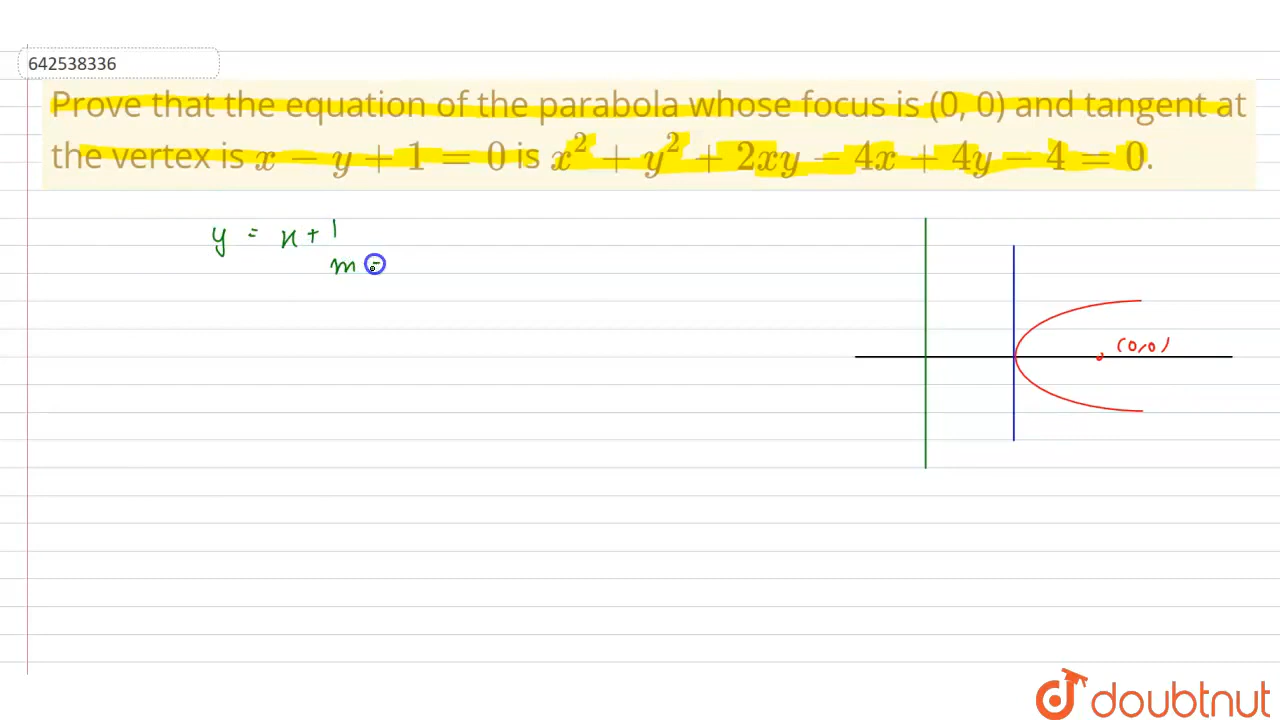 642538336
Prove that the equation of the parabola whose focus is (0, 0) and tangent at
the vertex is x − y + 1 = 0 is x² + y² + 2xy − 4x + 4y − 4 = 0.
y = x + 1
m =
(0,0)
doubtnut